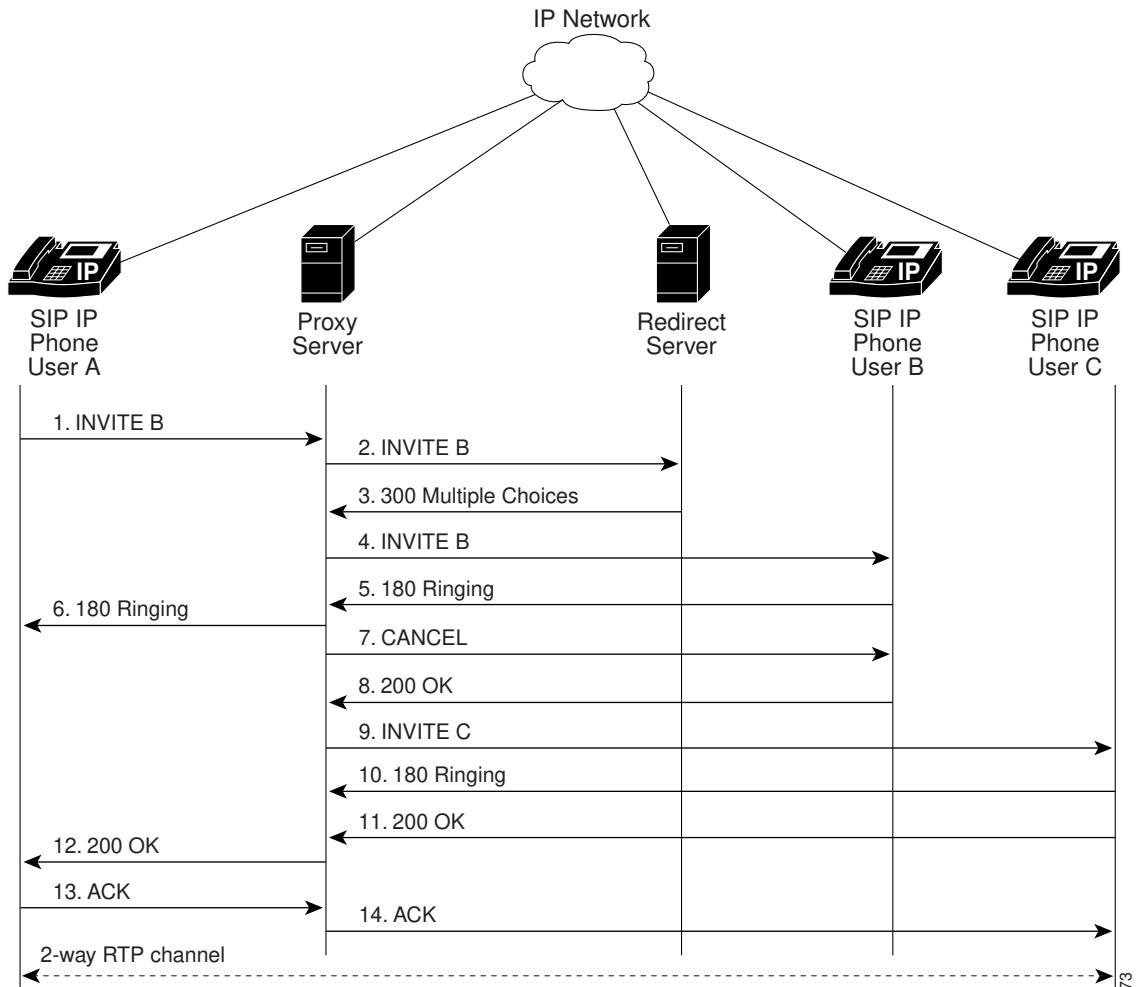 IP Network
IP
IP
IP
SIP IP
Phone
User A
Proxy
Server
Redirect
Server
SIP IP
Phone
User B
SIP IP
Phone
User C
1. INVITE B
2. INVITE B
3. 300 Multiple Choices
4. INVITE B
5. 180 Ringing
6. 180 Ringing
7. CANCEL
8. 200 OK
9. INVITE C
10. 180 Ringing
11. 200 OK
12. 200 OK
13. ACK
14. ACK
2-way RTP channel
73